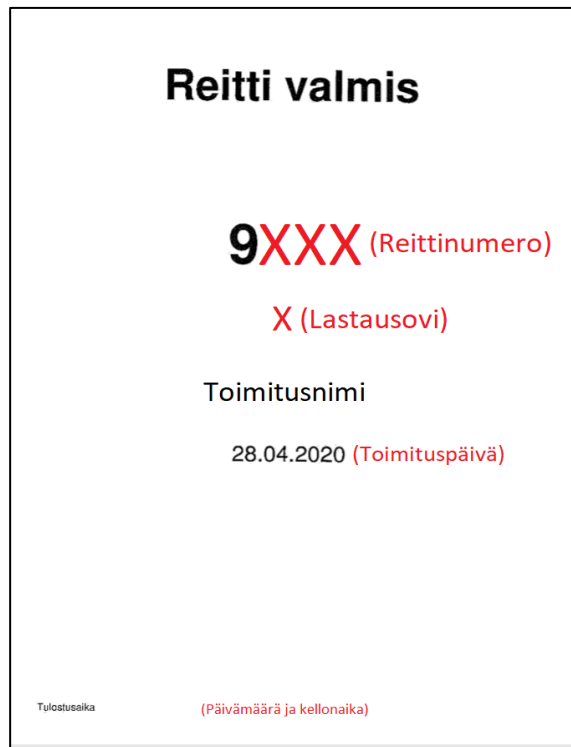 Reitti valmis
9XXX (Reittinumero)
X (Lastausovi)
Toimitusnimi
28.04.2020 (Toimituspäivä)
Tulostusaika (Päivämäärä ja kellonaika)